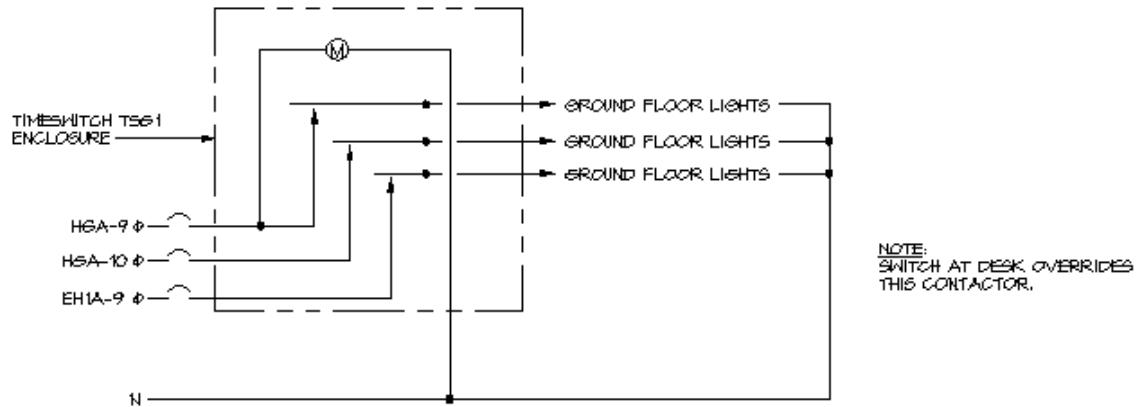 M
GROUND FLOOR LIGHTS
TIMESWITCH TSG1
ENCLOSURE
GROUND FLOOR LIGHTS
GROUND FLOOR LIGHTS
HGA-9 Φ
HGA-10 Φ
EH1A-9 Φ
NOTE:
SWITCH AT DESK OVERRIDES
THIS CONTACTOR.
N